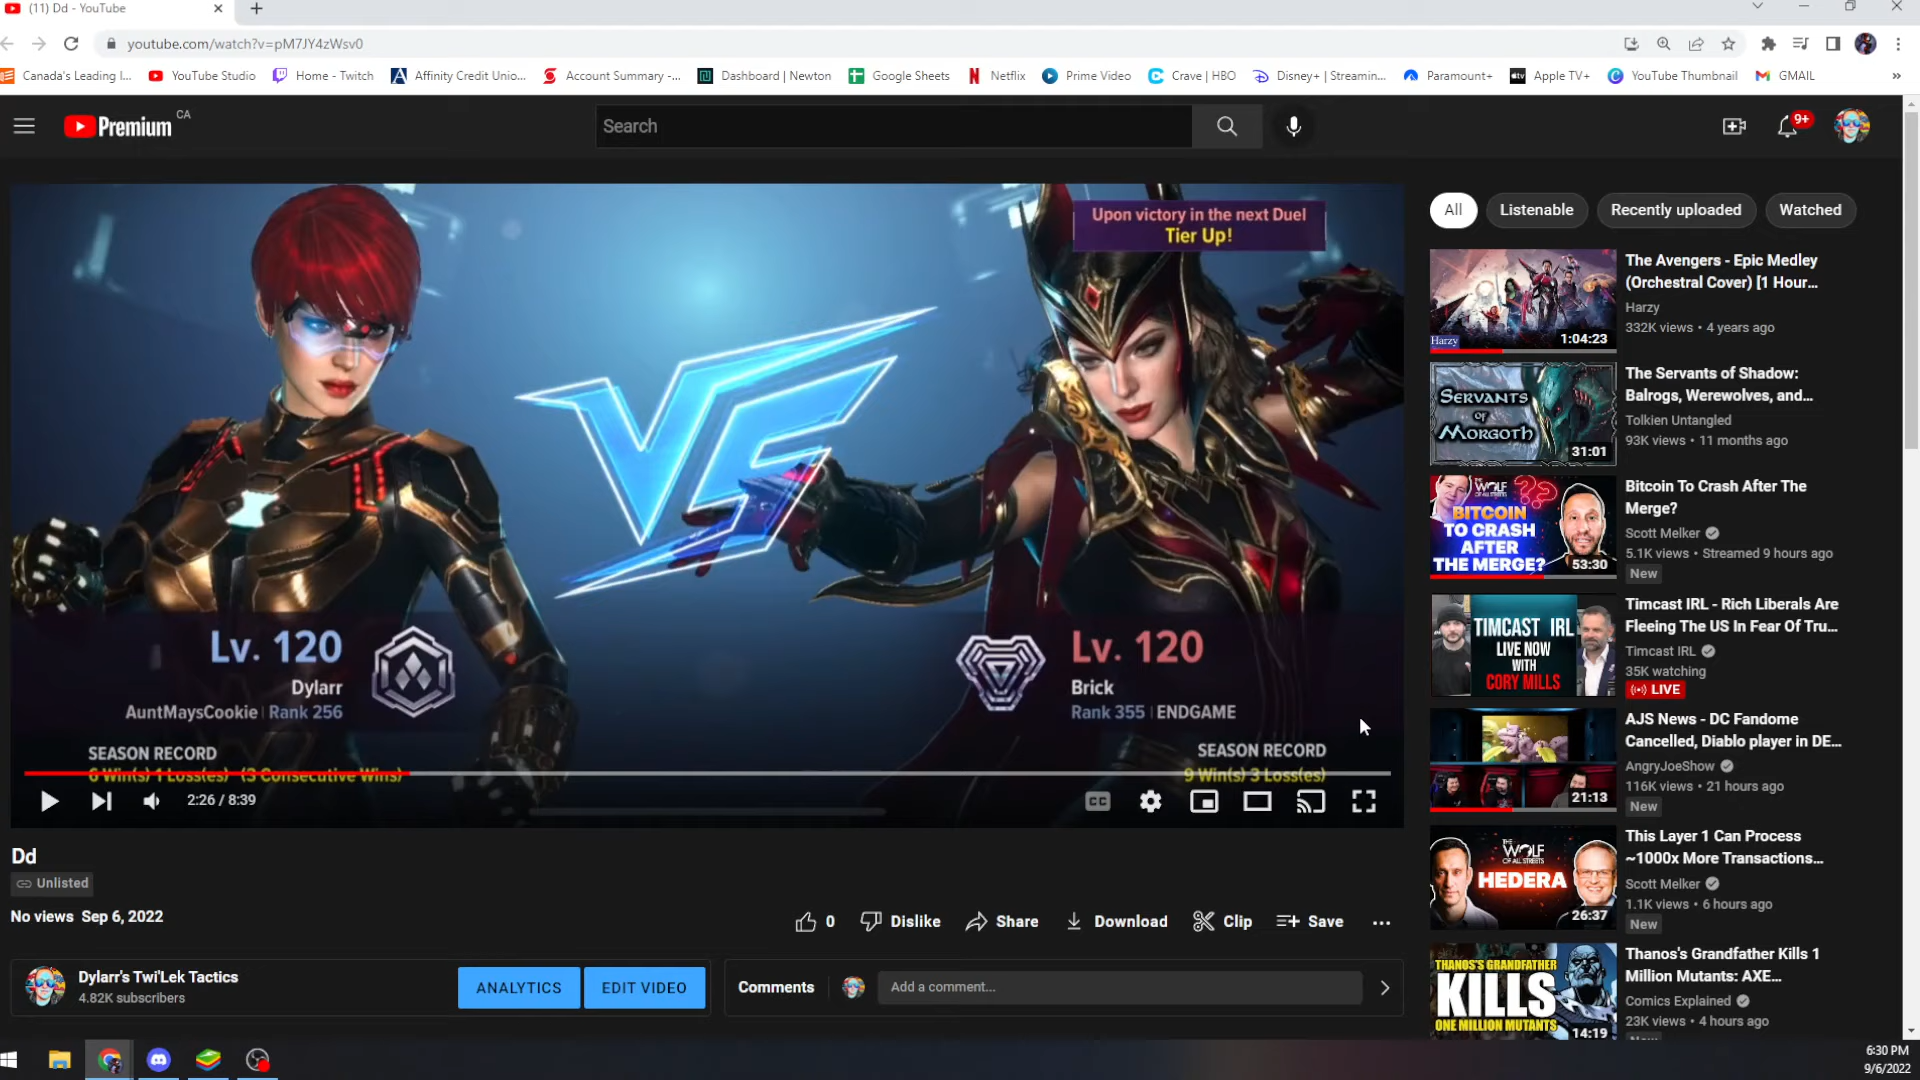 (11) Dd - YouTube
youtube.com/watch?v=pM7JY4zWsv0
Canada's Leading I...
YouTube Studio
Home - Twitch
Affinity Credit Unio...
Account Summary -...
Dashboard | Newton
Google Sheets
Netflix
Prime Video
Crave | HBO
Disney+ | Streamin...
Paramount+
Apple TV+
YouTube Thumbnail
GMAIL
Premium CA
Search
9+
Upon victory in the next Duel
Tier Up!
VS
Lv. 120
Dylarr
AuntMaysCookie | Rank 256
SEASON RECORD
6 Win(s) 1 Loss(es) (3 Consecutive Wins)
Lv. 120
Brick
Rank 355 | ENDGAME
SEASON RECORD
9 Win(s) 3 Loss(es)
2:26 / 8:39
CC
Dd
Unlisted
No views Sep 6, 2022
0
Dislike
Share
Download
Clip
Save
Dylarr's Twi'Lek Tactics
4.82K subscribers
ANALYTICS
EDIT VIDEO
Comments
Add a comment...
All
Listenable
Recently uploaded
Watched
Harzy
1:04:23
The Avengers - Epic Medley
(Orchestral Cover) [1 Hour...
Harzy
332K views • 4 years ago
SERVANTS
OF
MORGOTH
31:01
The Servants of Shadow:
Balrogs, Werewolves, and...
Tolkien Untangled
93K views • 11 months ago
THE WOLF
OF ALL STREETS
??
BITCOIN
TO CRASH
AFTER
THE MERGE?
53:30
Bitcoin To Crash After The
Merge?
Scott Melker
5.1K views • Streamed 9 hours ago
New
TIMCAST IRL
LIVE NOW
WITH
CORY MILLS
Timcast IRL - Rich Liberals Are
Fleeing The US In Fear Of Tru...
Timcast IRL
35K watching
LIVE
21:13
AJS News - DC Fandome
Cancelled, Diablo player in DE...
AngryJoeShow
116K views • 21 hours ago
New
THE
WOLF
OF ALL STREETS
HEDERA
26:37
This Layer 1 Can Process
~1000x More Transactions...
Scott Melker
1.1K views • 6 hours ago
New
THANOS'S GRANDFATHER
KILLS
ONE MILLION MUTANTS
14:19
Thanos's Grandfather Kills 1
Million Mutants: AXE...
Comics Explained
23K views • 4 hours ago
6:30 PM
9/6/2022